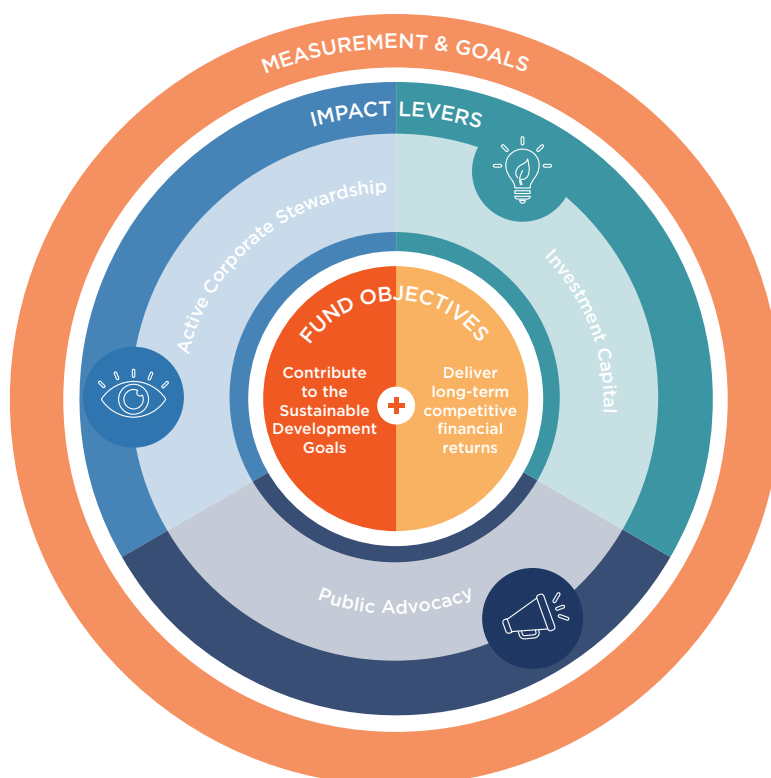 MEASUREMENT & GOALS
IMPACT LEVERS
Active Corporate Stewardship
Investment Capital
FUND OBJECTIVES
Contribute
to the
Sustainable
Development
Goals
+
Deliver
long-term
competitive
financial
returns
Public Advocacy